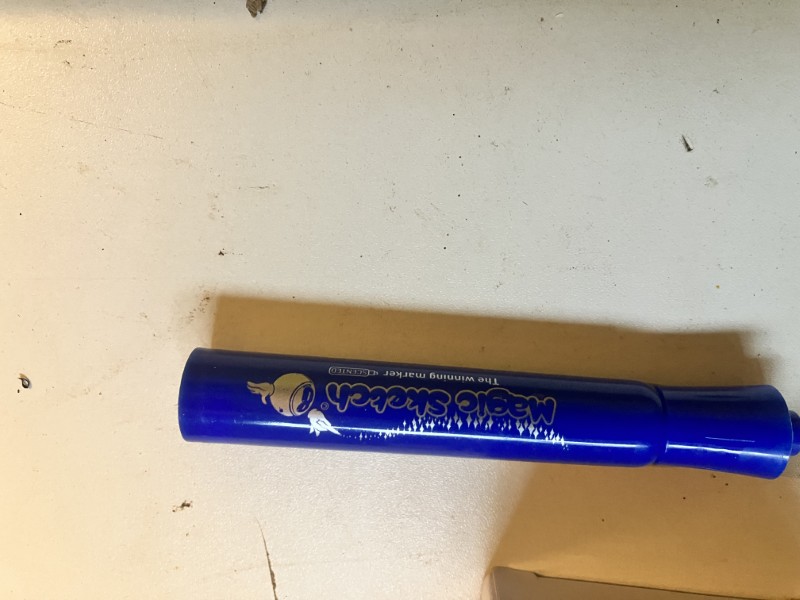 Magic Sketch®
The winning marker SCENTED